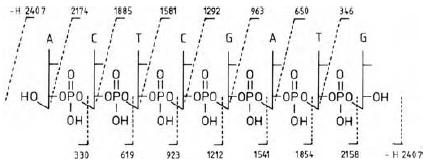 -H 2407 2174 1885 1581 1292 963 650 346
A C T C G A T G
O O O O O O O
HO OPO OPO OPO OPO OPO OPO OPO OH
OH OH OH OH OH OH OH
330 619 923 1212 1541 1854 2158 -H 2407